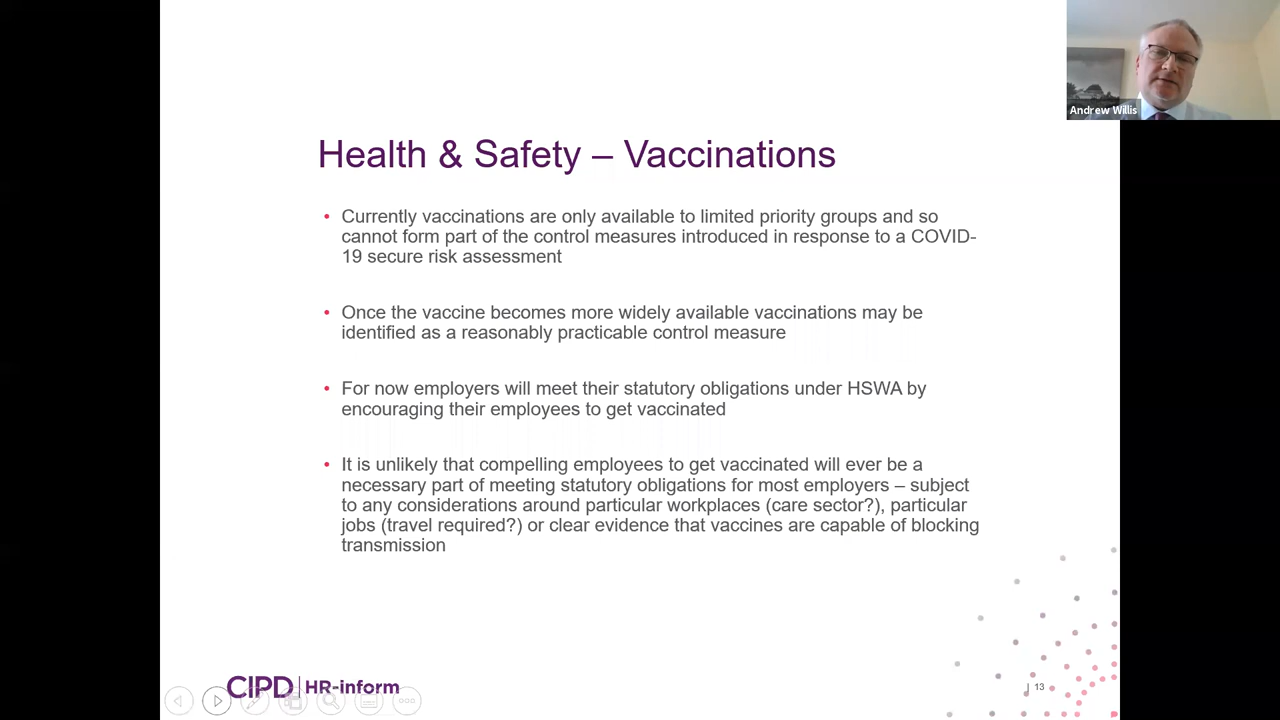 Andrew Willis
Health & Safety – Vaccinations
• Currently vaccinations are only available to limited priority groups and so
cannot form part of the control measures introduced in response to a COVID-
19 secure risk assessment
• Once the vaccine becomes more widely available vaccinations may be
identified as a reasonably practicable control measure
• For now employers will meet their statutory obligations under HSWA by
encouraging their employees to get vaccinated
• It is unlikely that compelling employees to get vaccinated will ever be a
necessary part of meeting statutory obligations for most employers – subject
to any considerations around particular workplaces (care sector?), particular
jobs (travel required?) or clear evidence that vaccines are capable of blocking
transmission
CIPD | HR-inform
| 13